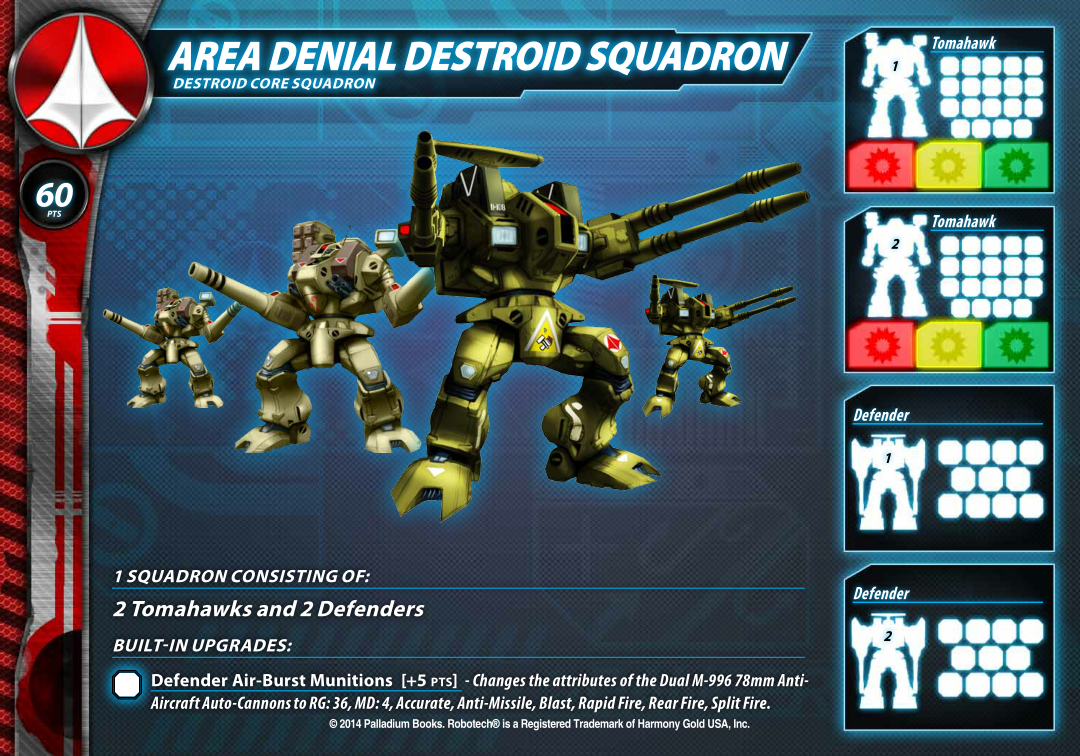 AREA DENIAL DESTROID SQUADRON
DESTROID CORE SQUADRON
60
PTS
1 SQUADRON CONSISTING OF:
2 Tomahawks and 2 Defenders
BUILT-IN UPGRADES:
Defender Air-Burst Munitions [+5 PTS] - Changes the attributes of the Dual M-996 78mm Anti-
Aircraft Auto-Cannons to RG: 36, MD: 4, Accurate, Anti-Missile, Blast, Rapid Fire, Rear Fire, Split Fire.
© 2014 Palladium Books. Robotech® is a Registered Trademark of Harmony Gold USA, Inc.
Tomahawk
1
Tomahawk
2
Defender
1
Defender
2